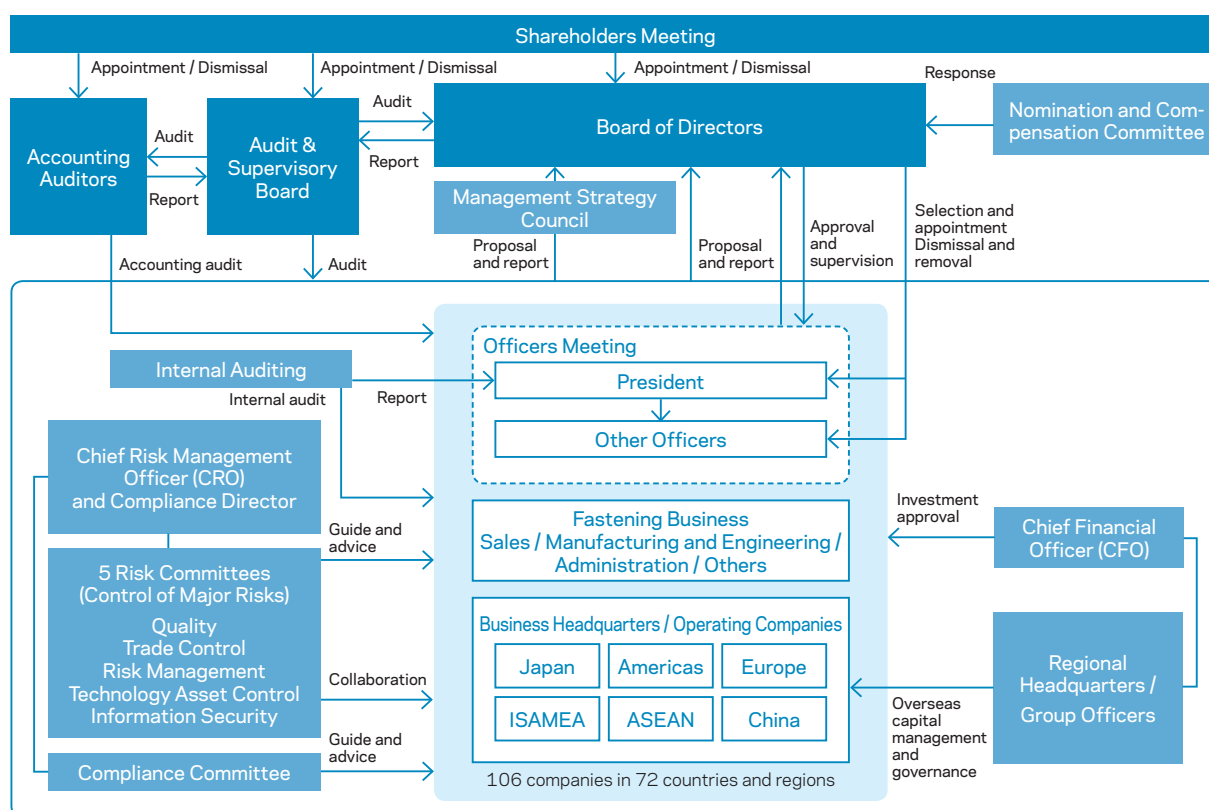 Shareholders Meeting
Appointment / Dismissal
Appointment / Dismissal
Appointment / Dismissal
Response
Accounting
Auditors
Audit
Report
Audit &
Supervisory
Board
Audit
Report
Board of Directors
Nomination and Com-
pensation Committee
Management Strategy
Council
Accounting audit
Audit
Proposal
and report
Proposal
and report
Approval
and
supervision
Selection and
appointment
Dismissal and
removal
Officers Meeting
President
Other Officers
Internal Auditing
Internal audit
Report
Chief Risk Management
Officer (CRO)
and Compliance Director
Guide and
advice
Fastening Business
Sales / Manufacturing and Engineering /
Administration / Others
Investment
approval
Chief Financial
Officer (CFO)
5 Risk Committees
(Control of Major Risks)
Quality
Trade Control
Risk Management
Technology Asset Control
Information Security
Collaboration
Business Headquarters / Operating Companies
Japan
Americas
Europe
ISAMEA
ASEAN
China
Overseas
capital
management
and
governance
Regional
Headquarters /
Group Officers
Guide and
advice
Compliance Committee
106 companies in 72 countries and regions